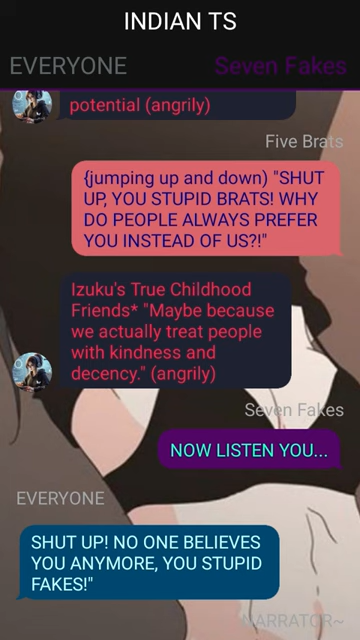 INDIAN TS
EVERYONE
Seven Fakes
potential (angrily)
Five Brats
{jumping up and down) "SHUT
UP, YOU STUPID BRATS! WHY
DO PEOPLE ALWAYS PREFER
YOU INSTEAD OF US?!"
Izuku's True Childhood
Friends* "Maybe because
we actually treat people
with kindness and
decency." (angrily)
Seven Fakes
NOW LISTEN YOU...
EVERYONE
SHUT UP! NO ONE BELIEVES
YOU ANYMORE, YOU STUPID
FAKES!"
NARRATOR~